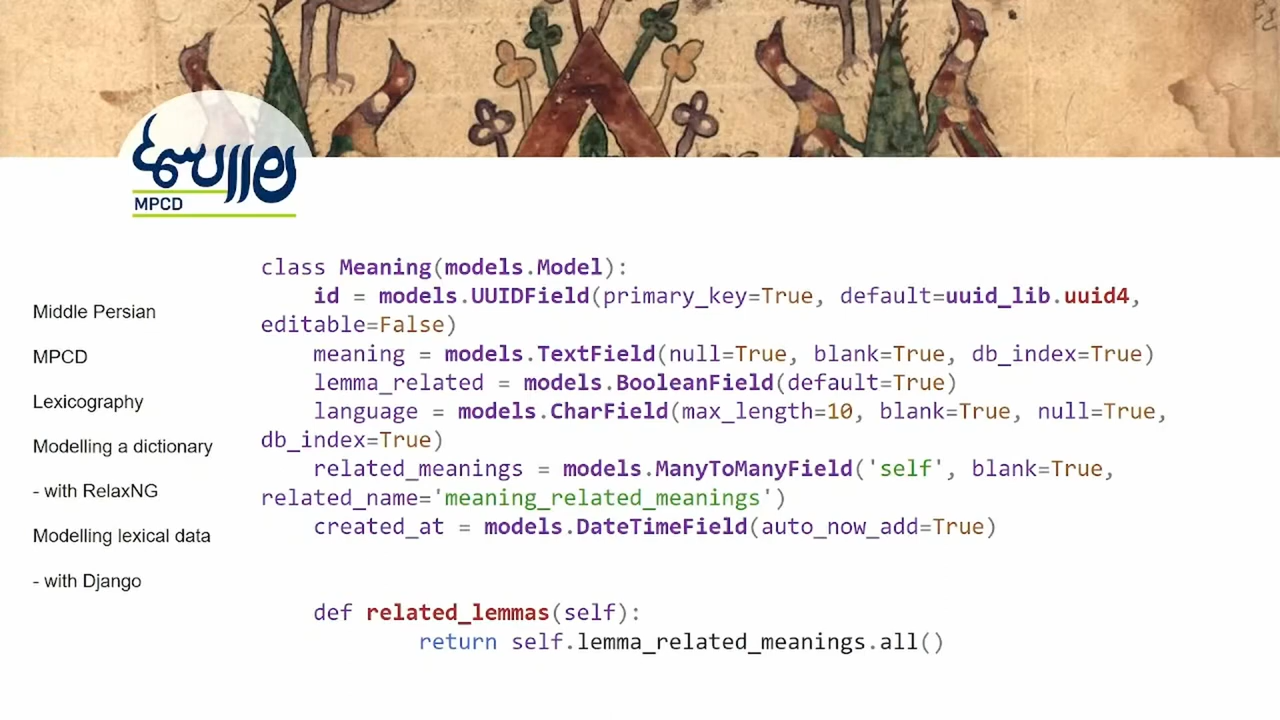 MPCD
Middle Persian
MPCD
Lexicography
Modelling a dictionary
- with RelaxNG
Modelling lexical data
- with Django
class Meaning(models.Model):
    id = models.UUIDField(primary_key=True, default=uuid_lib.uuid4,
editable=False)
    meaning = models.TextField(null=True, blank=True, db_index=True)
    lemma_related = models.BooleanField(default=True)
    language = models.CharField(max_length=10, blank=True, null=True,
db_index=True)
    related_meanings = models.ManyToManyField('self', blank=True,
related_name='meaning_related_meanings')
    created_at = models.DateTimeField(auto_now_add=True)
    def related_lemmas(self):
            return self.lemma_related_meanings.all()